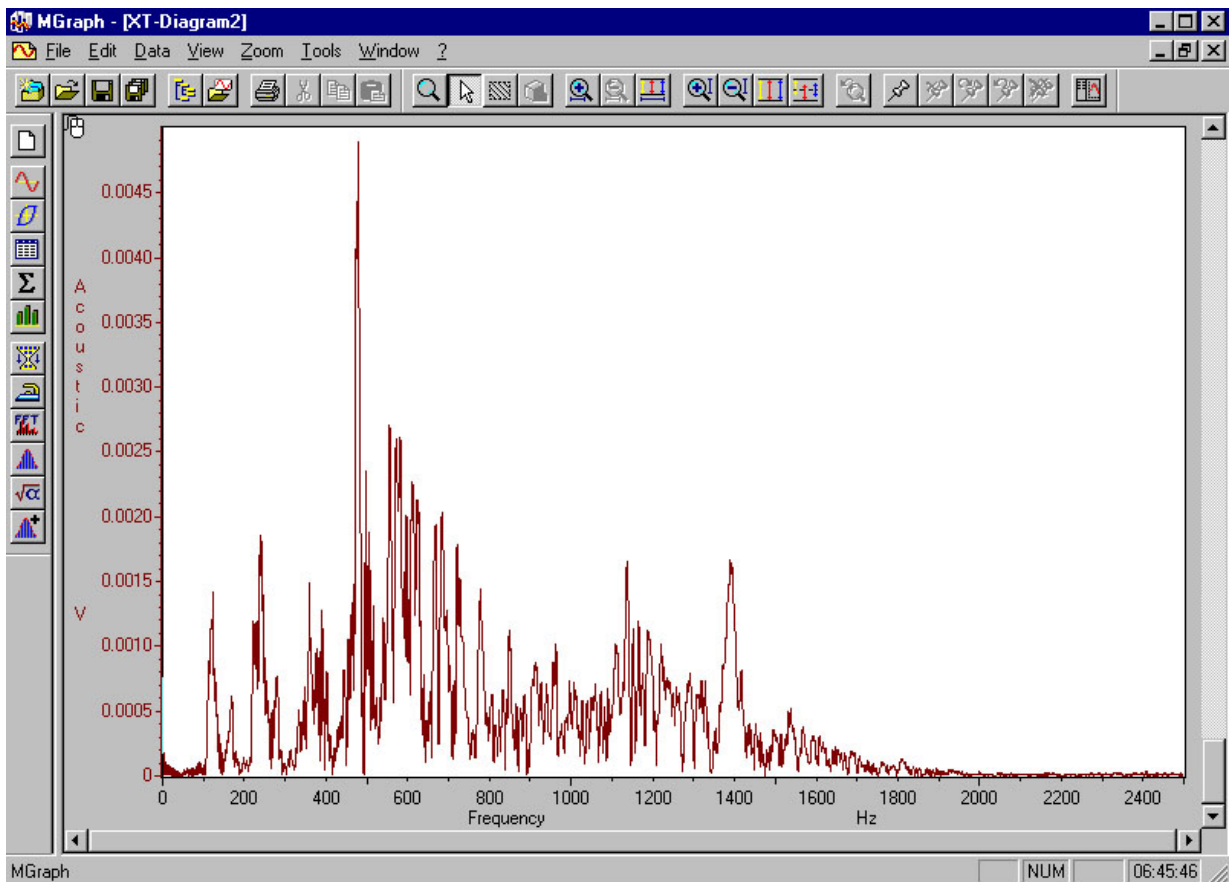 MGraph - [XT-Diagram2]
File Edit Data View Zoom Tools Window ?
FFT
Σ
√α
Acoustic
V
0.0045
0.0040
0.0035
0.0030
0.0025
0.0020
0.0015
0.0010
0.0005
0
0 200 400 600 800 1000 1200 1400 1600 1800 2000 2200 2400
Frequency Hz
MGraph NUM 06:45:46